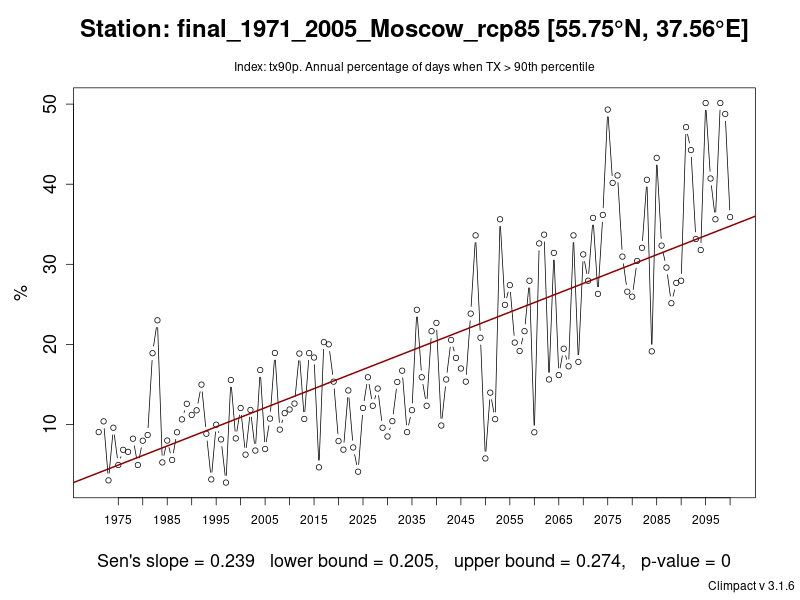 Station: final_1971_2005_Moscow_rcp85 [55.75°N, 37.56°E]
Index: tx90p. Annual percentage of days when TX > 90th percentile
50
40
30
20
10
%
1975 1985 1995 2005 2015 2025 2035 2045 2055 2065 2075 2085 2095
Sen's slope = 0.239 lower bound = 0.205, upper bound = 0.274, p-value = 0
Climpact v 3.1.6